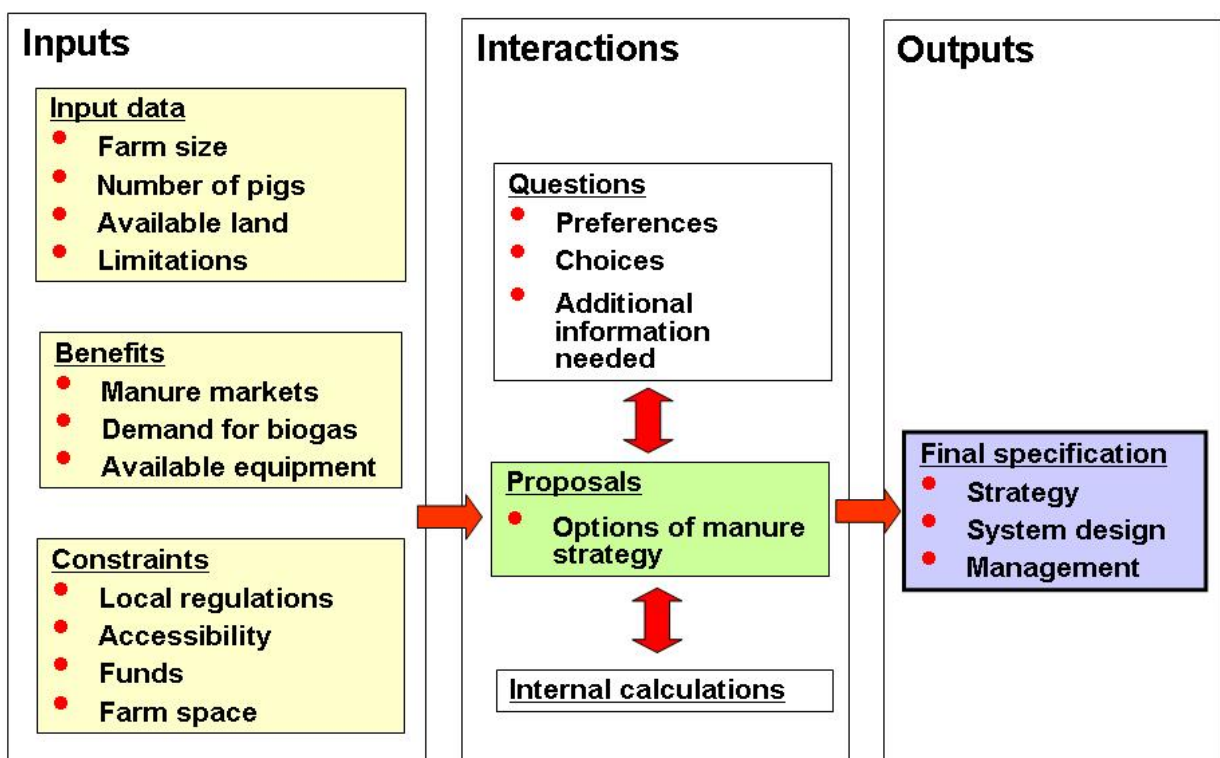 Inputs
Input data
Farm size
Number of pigs
Available land
Limitations
Benefits
Manure markets
Demand for biogas
Available equipment
Constraints
Local regulations
Accessibility
Funds
Farm space
Interactions
Questions
Preferences
Choices
Additional
information
needed
Proposals
Options of manure
strategy
Internal calculations
Outputs
Final specification
Strategy
System design
Management